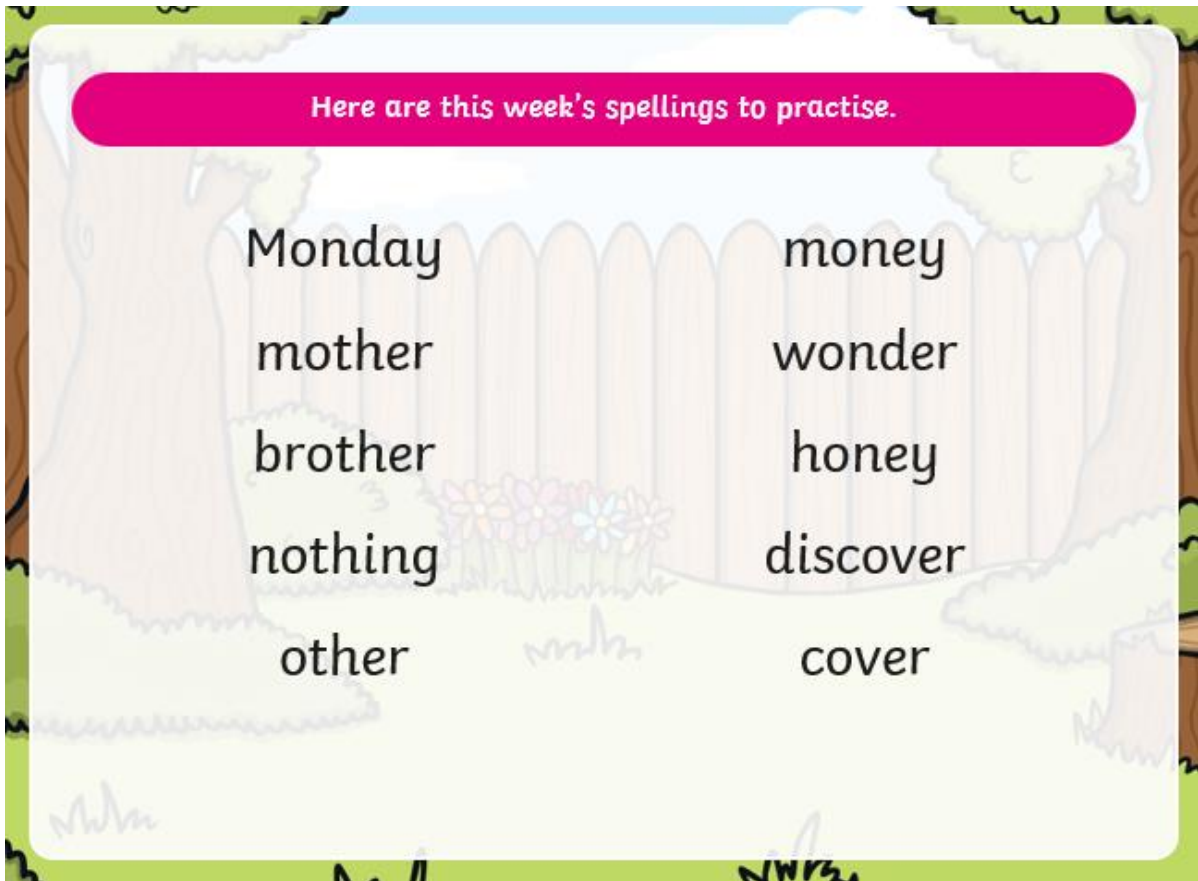 Here are this week's spellings to practise.
Monday
mother
brother
nothing
other
money
wonder
honey
discover
cover